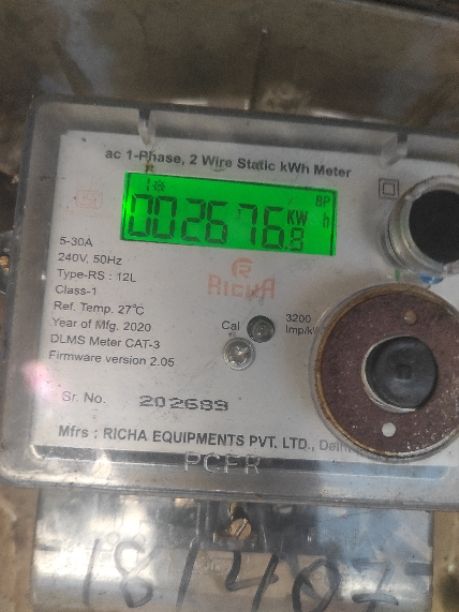 ac 1-Phase, 2 Wire Static kWh Meter
BP
002676.8 KW h
5-30A
240V, 50Hz
Type-RS : 12L
Class-1
Ref. Temp. 27°C
Year of Mfg. 2020
DLMS Meter CAT-3
Firmware version 2.05
R
RICHA
Cal
3200
Imp/k
Sr. No. 202689
Mfrs : RICHA EQUIPMENTS PVT. LTD.,